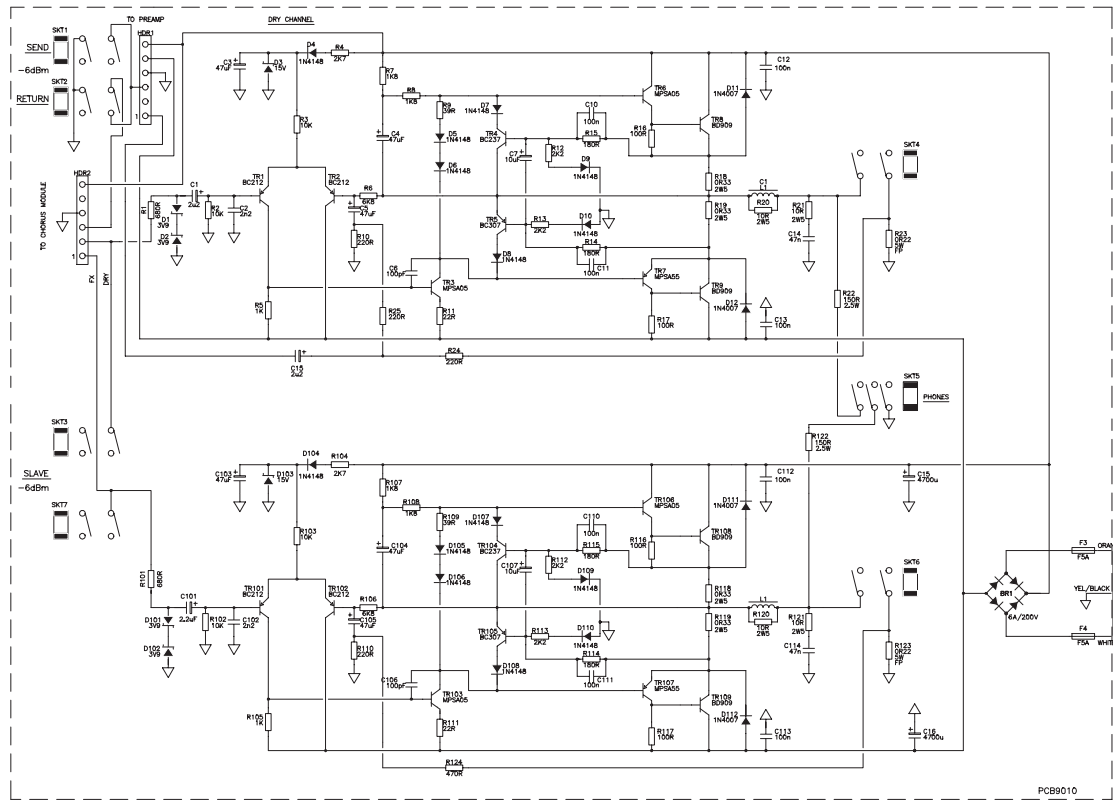 TO PREAMP
DRY CHANNEL
SKT1
HDR1
SEND
-6dBm
SKT2
RETURN
1
C3
47uF
D3
15V
D4
1N4148
R4
2K7
R7
1K8
R8
1K8
R9
39R
D7
1N4148
TR6
MPSA05
D11
1N4007
C12
100n
R3
10K
C4
47uF
D5
1N4148
TR4
BC237
C10
100n
R15
180R
R16
100R
TR8
BD909
D6
1N4148
C7
10uF
R12
2K2
D9
1N4148
SKT4
HDR2
TO CHORUS MODULE
1
FX
DRY
R1
680R
C1
2u2
D1
3V9
D2
3V9
R2
10K
C2
2n2
TR1
BC212
TR2
BC212
R6
6K8
C5
47uF
R10
220R
R18
0R33
2W5
R19
0R33
2W5
C1
L1
R20
10R
2W5
R21
10R
2W5
C14
47n
R23
0R22
5W
FP
TR5
BC307
R13
2K2
D10
1N4148
R14
180R
C11
100n
D8
1N4148
C6
100pF
TR3
MPSA05
TR7
MPSA55
TR9
BD909
D12
1N4007
R22
150R
2.5W
R5
1K
R25
220R
R11
22R
R17
100R
C13
100n
C15
2u2
R24
220R
SKT5
PHONES
SKT3
SLAVE
-6dBm
SKT7
R122
150R
2.5W
C103
47uF
D103
15V
D104
1N4148
R104
2K7
R107
1K8
R108
1K8
R109
39R
D107
1N4148
TR106
MPSA05
D111
1N4007
C112
100n
C15
4700u
R103
10K
C104
47uF
D105
1N4148
TR104
BC237
C110
100n
R115
180R
R116
100R
TR108
BD909
D106
1N4148
C107
10uF
R112
2K2
D109
1N4148
SKT6
F3
F5A
ORAN
YEL/BLACK
BR1
6A/200V
F4
F5A
WHIT
R101
680R
C101
2,2uF
D101
3V9
D102
3V9
R102
10K
C102
2n2
TR101
BC212
TR102
BC212
R106
6K8
C105
47uF
R110
220R
R118
0R33
2W5
R119
0R33
2W5
L1
R120
10R
2W5
R121
10R
2W5
C114
47n
R123
0R22
5W
FP
TR105
BC307
R113
2K2
D110
1N4148
R114
180R
C111
100n
D108
1N4148
C106
100pF
TR103
MPSA05
TR107
MPSA55
TR109
BD909
D112
1N4007
R105
1K
R111
22R
R117
100R
C113
100n
C16
4700u
R124
470R
PCB9010